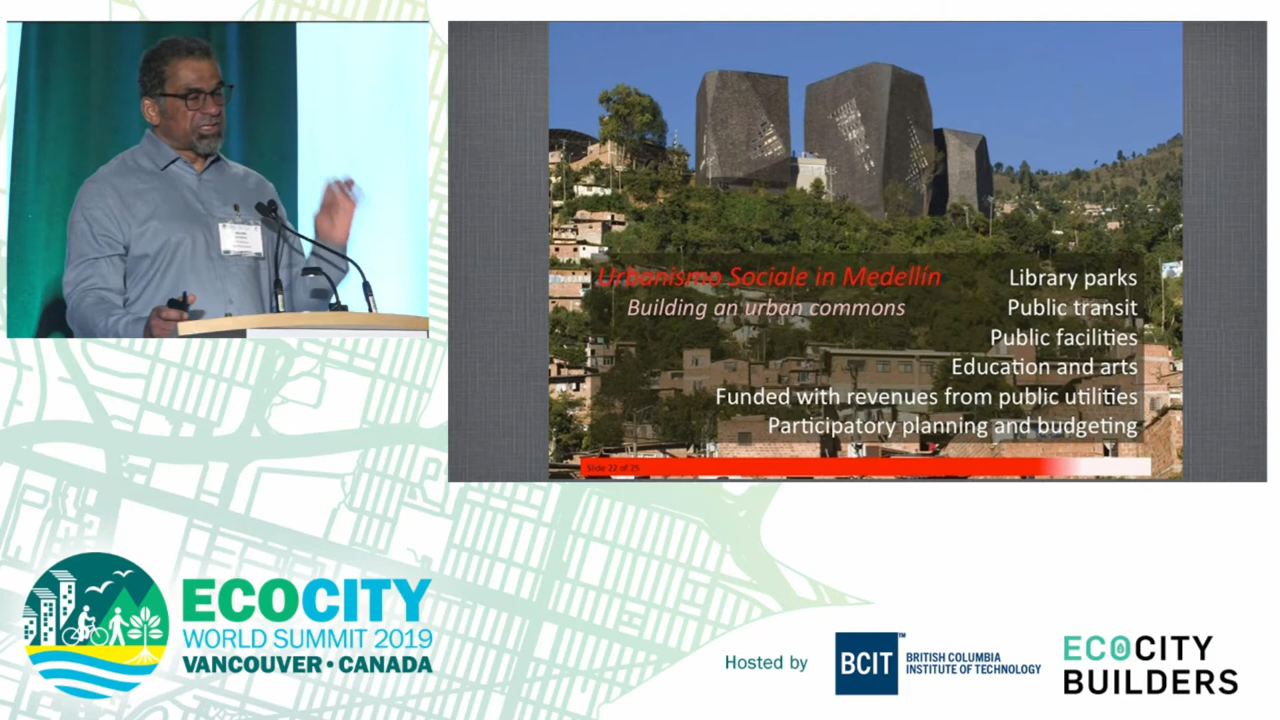 Urbanismo Sociale in Medellín
Building an urban commons
Library parks
Public transit
Public facilities
Education and arts
Funded with revenues from public utilities
Participatory planning and budgeting
Slide 22 of 25
ECOCITY
WORLD SUMMIT 2019
VANCOUVER • CANADA
Hosted by
BCIT™
BRITISH COLUMBIA
INSTITUTE OF TECHNOLOGY
ECOCITY
BUILDERS